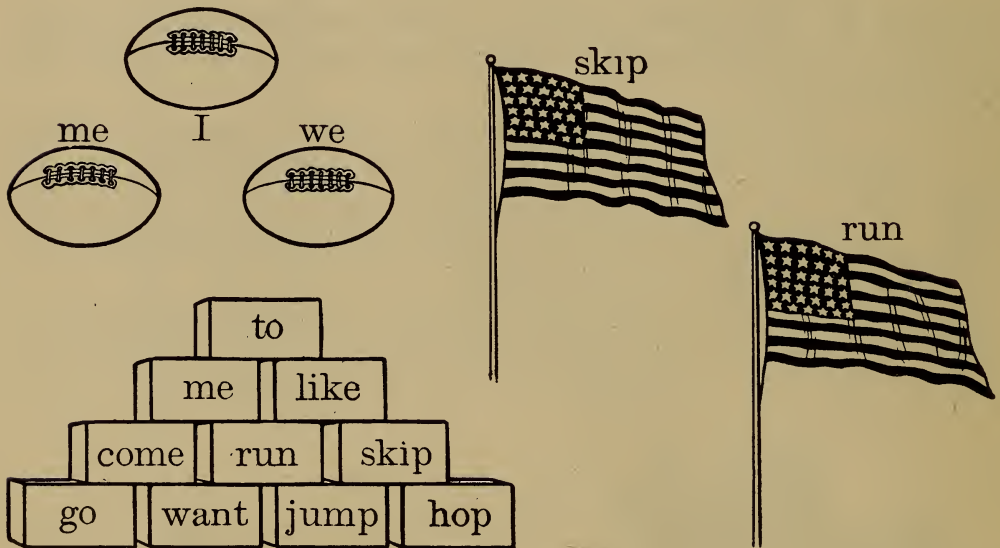 I
me
we
skip
run
to
me like
come run skip
go want jump hop